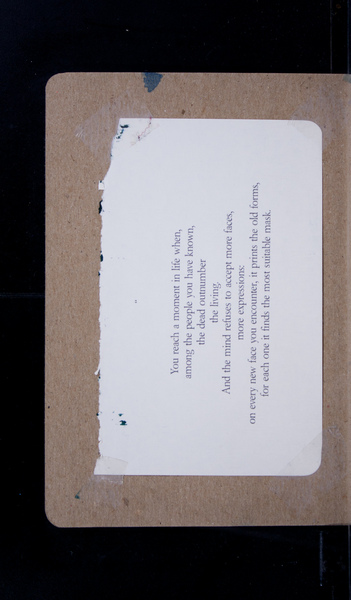 You reach a moment in life when,
among the people you have known,
the dead outnumber
the living.
And the mind refuses to accept more faces,
more expressions:
on every new face you encounter, it prints the old forms,
for each one it finds the most suitable mask.